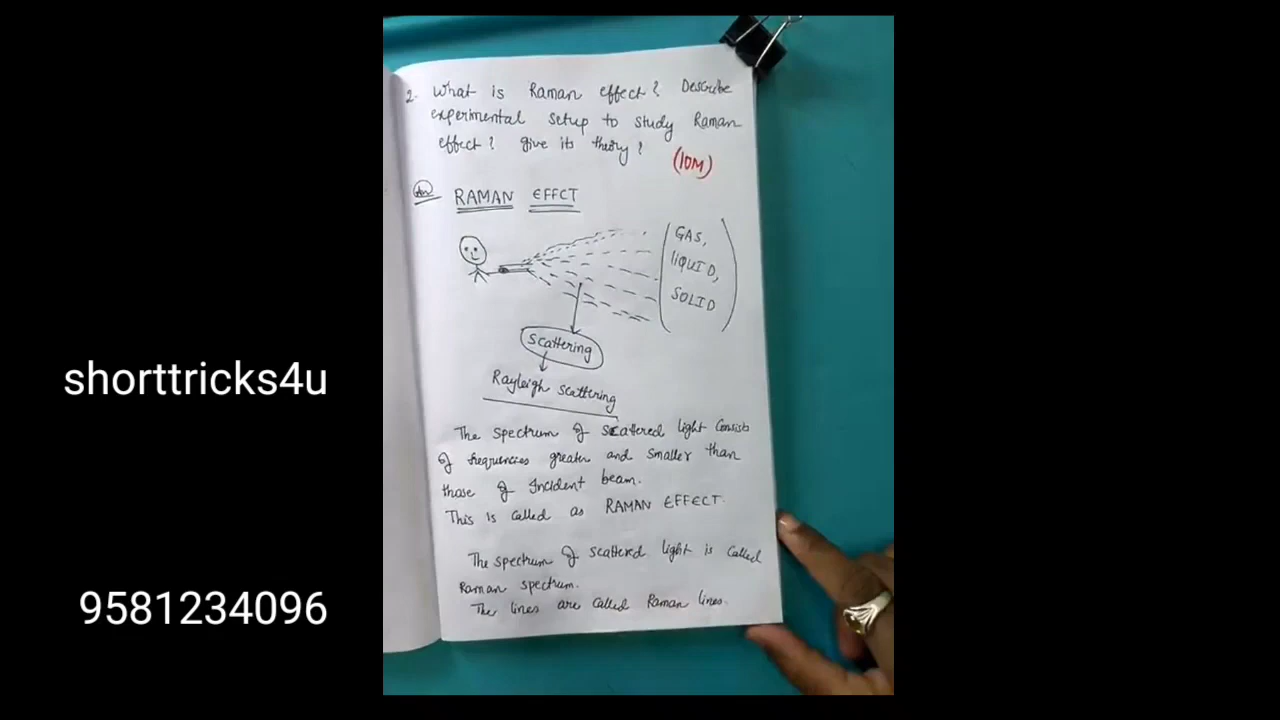 2. What is Raman effect? Describe
experimental setup to study Raman
effect? give its theory?
(10M)
Ans RAMAN EFFCT
GAS,
LIQUID,
SOLID
Scattering
Rayleigh scattering
The spectrum of scattered light consists
of frequencies greater and smaller than
those of Incident beam.
This is called as RAMAN EFFECT.
The spectrum of scattered light is called
Raman spectrum.
The lines are called Raman lines.
shorttricks4u
9581234096